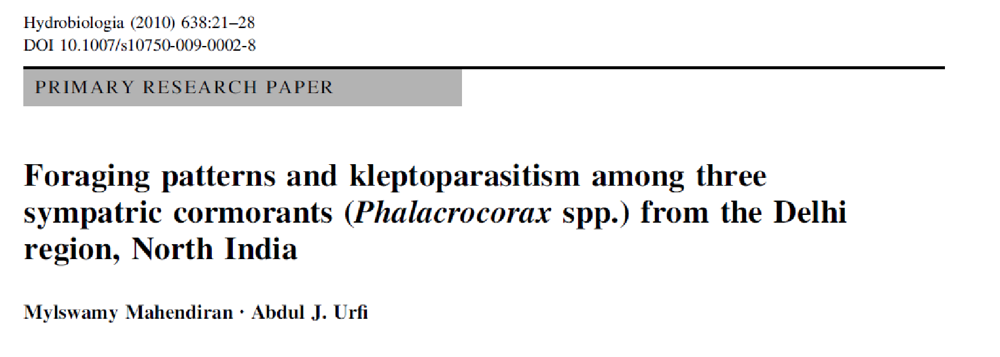 Hydrobiologia (2010) 638:21–28
DOI 10.1007/s10750-009-0002-8
PRIMARY RESEARCH PAPER
Foraging patterns and kleptoparasitism among three
sympatric cormorants (Phalacrocorax spp.) from the Delhi
region, North India
Mylswamy Mahendiran · Abdul J. Urfi